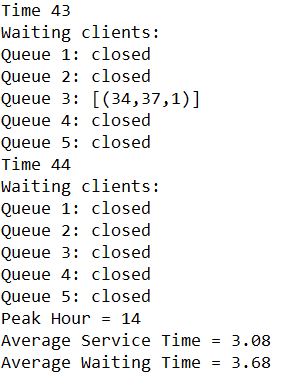 Time 43
Waiting clients:
Queue 1: closed
Queue 2: closed
Queue 3: [(34,37,1)]
Queue 4: closed
Queue 5: closed
Time 44
Waiting clients:
Queue 1: closed
Queue 2: closed
Queue 3: closed
Queue 4: closed
Queue 5: closed
Peak Hour = 14
Average Service Time = 3.08
Average Waiting Time = 3.68